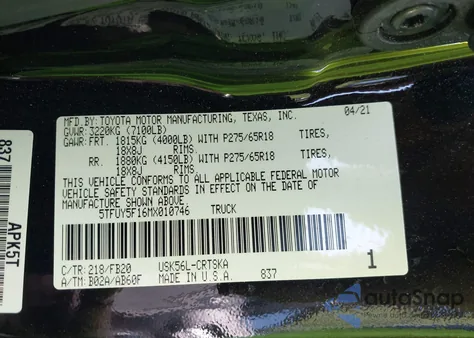 MFD.BY: TOYOTA MOTOR MANUFACTURING, TEXAS, INC. 04/21
GVWR: 3220KG (7100LB)
GAWR: FRT. 1815KG (4000LB) WITH P275/65R18 TIRES,
18X8J RIMS
RR. 1880KG (4150LB) WITH P275/65R18 TIRES,
18X8J RIMS
THIS VEHICLE CONFORMS TO ALL APPLICABLE FEDERAL MOTOR
VEHICLE SAFETY STANDARDS IN EFFECT ON THE DATE
OF MANUFACTURE SHOWN ABOVE.
5TFUY5F16MX010746 TRUCK
C/TR: 218/FB20 USK56L-CRTSKA 1
A/TM: B02A/AB60F MADE IN U.S.A. 837
837
APK5T
autoSnap